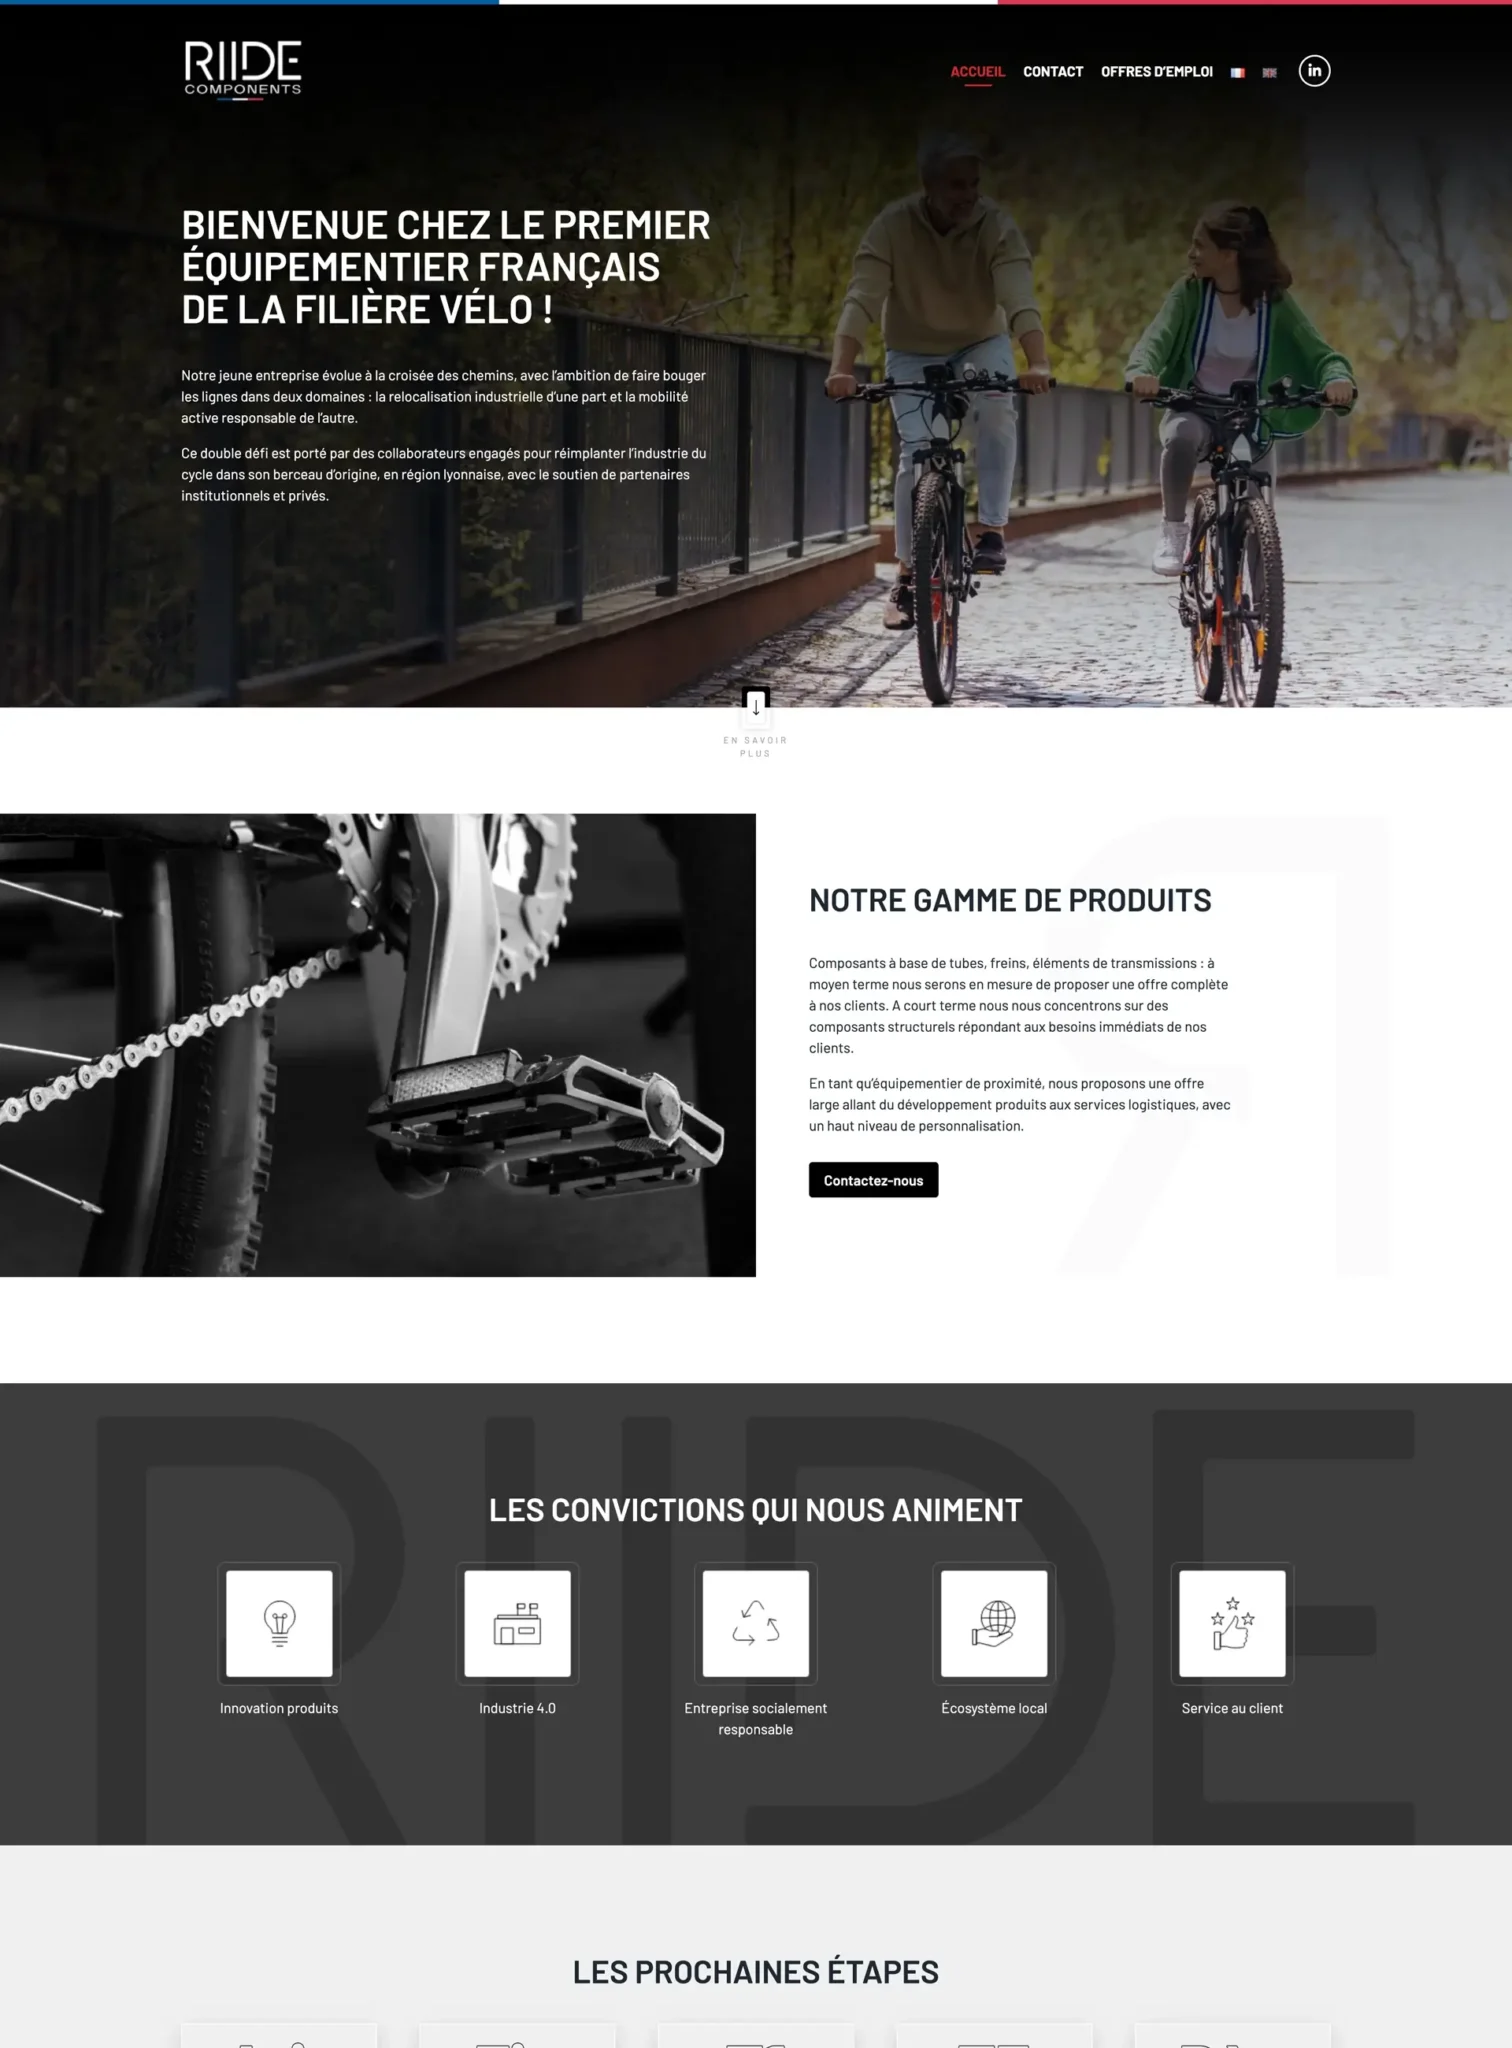 RIIDE
COMPONENTS
ACCUEIL CONTACT OFFRES D'EMPLOI in
BIENVENUE CHEZ LE PREMIER
ÉQUIPEMENTIER FRANÇAIS
DE LA FILIÈRE VÉLO !
Notre jeune entreprise évolue à la croisée des chemins, avec l'ambition de faire bouger
les lignes dans deux domaines : la relocalisation industrielle d'une part et la mobilité
active responsable de l'autre.
Ce double défi est porté par des collaborateurs engagés pour réimplanter l'industrie du
cycle dans son berceau d'origine, en région lyonnaise, avec le soutien de partenaires
institutionnels et privés.
EN SAVOIR
PLUS
NOTRE GAMME DE PRODUITS
Composants à base de tubes, freins, éléments de transmissions : à
moyen terme nous serons en mesure de proposer une offre complète
à nos clients. A court terme nous nous concentrons sur des
composants structurels répondant aux besoins immédiats de nos
clients.
En tant qu'équipementier de proximité, nous proposons une offre
large allant du développement produits aux services logistiques, avec
un haut niveau de personnalisation.
Contactez-nous
RIIDE
LES CONVICTIONS QUI NOUS ANIMENT
Innovation produits
Industrie 4.0
Entreprise socialement
responsable
Écosystème local
Service au client
LES PROCHAINES ÉTAPES